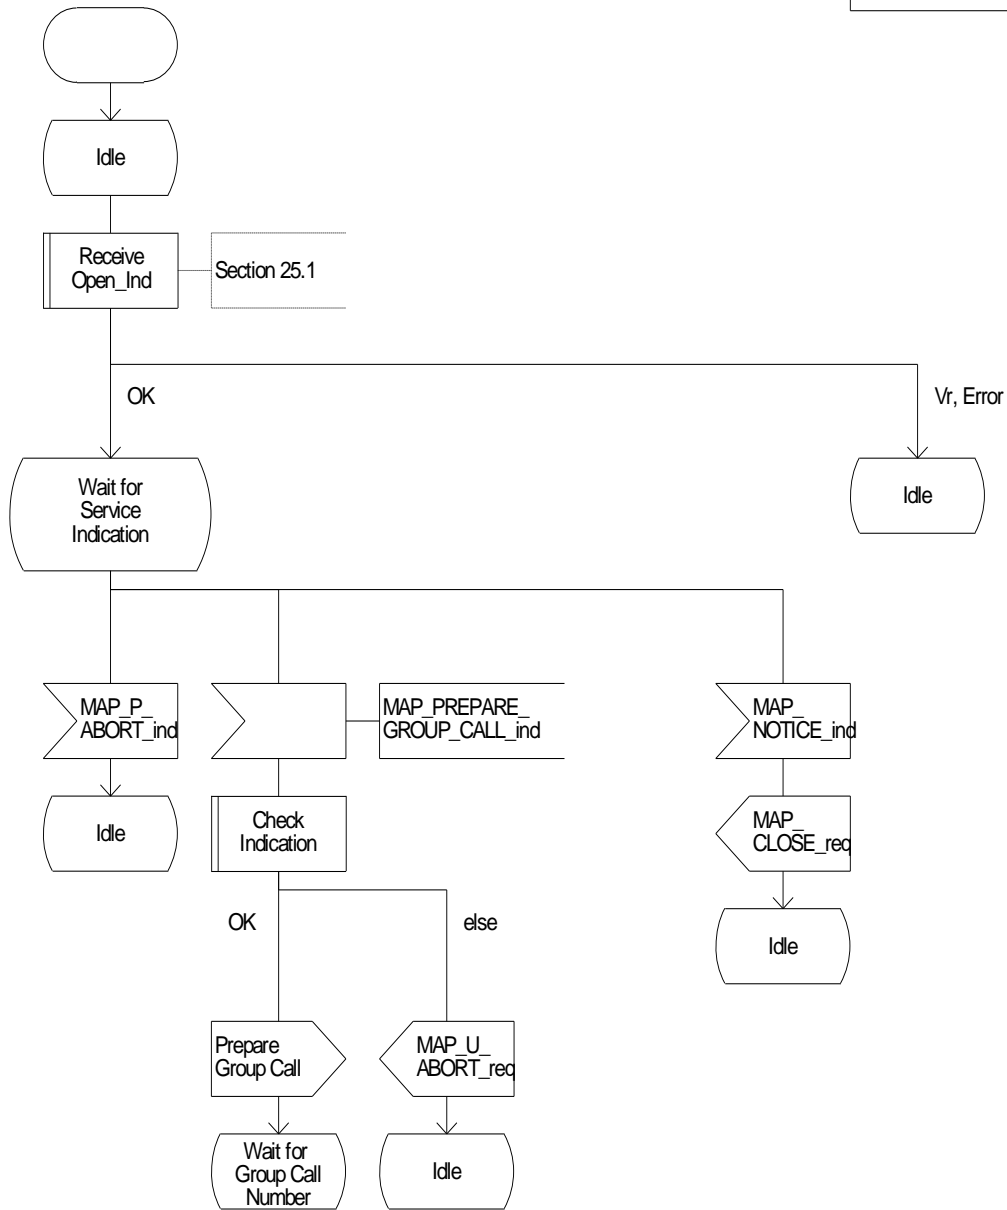 Idle
Receive
Open_Ind
Section 25.1
OK
Vr, Error
Wait for
Service
Indication
Idle
MAP_P_
ABORT_ind
MAP_PREPARE_
GROUP_CALL_ind
MAP_
NOTICE_ind
Idle
Check
Indication
MAP_
CLOSE_req
OK
else
Idle
Prepare
Group Call
MAP_U_
ABORT_req
Wait for
Group Call
Number
Idle